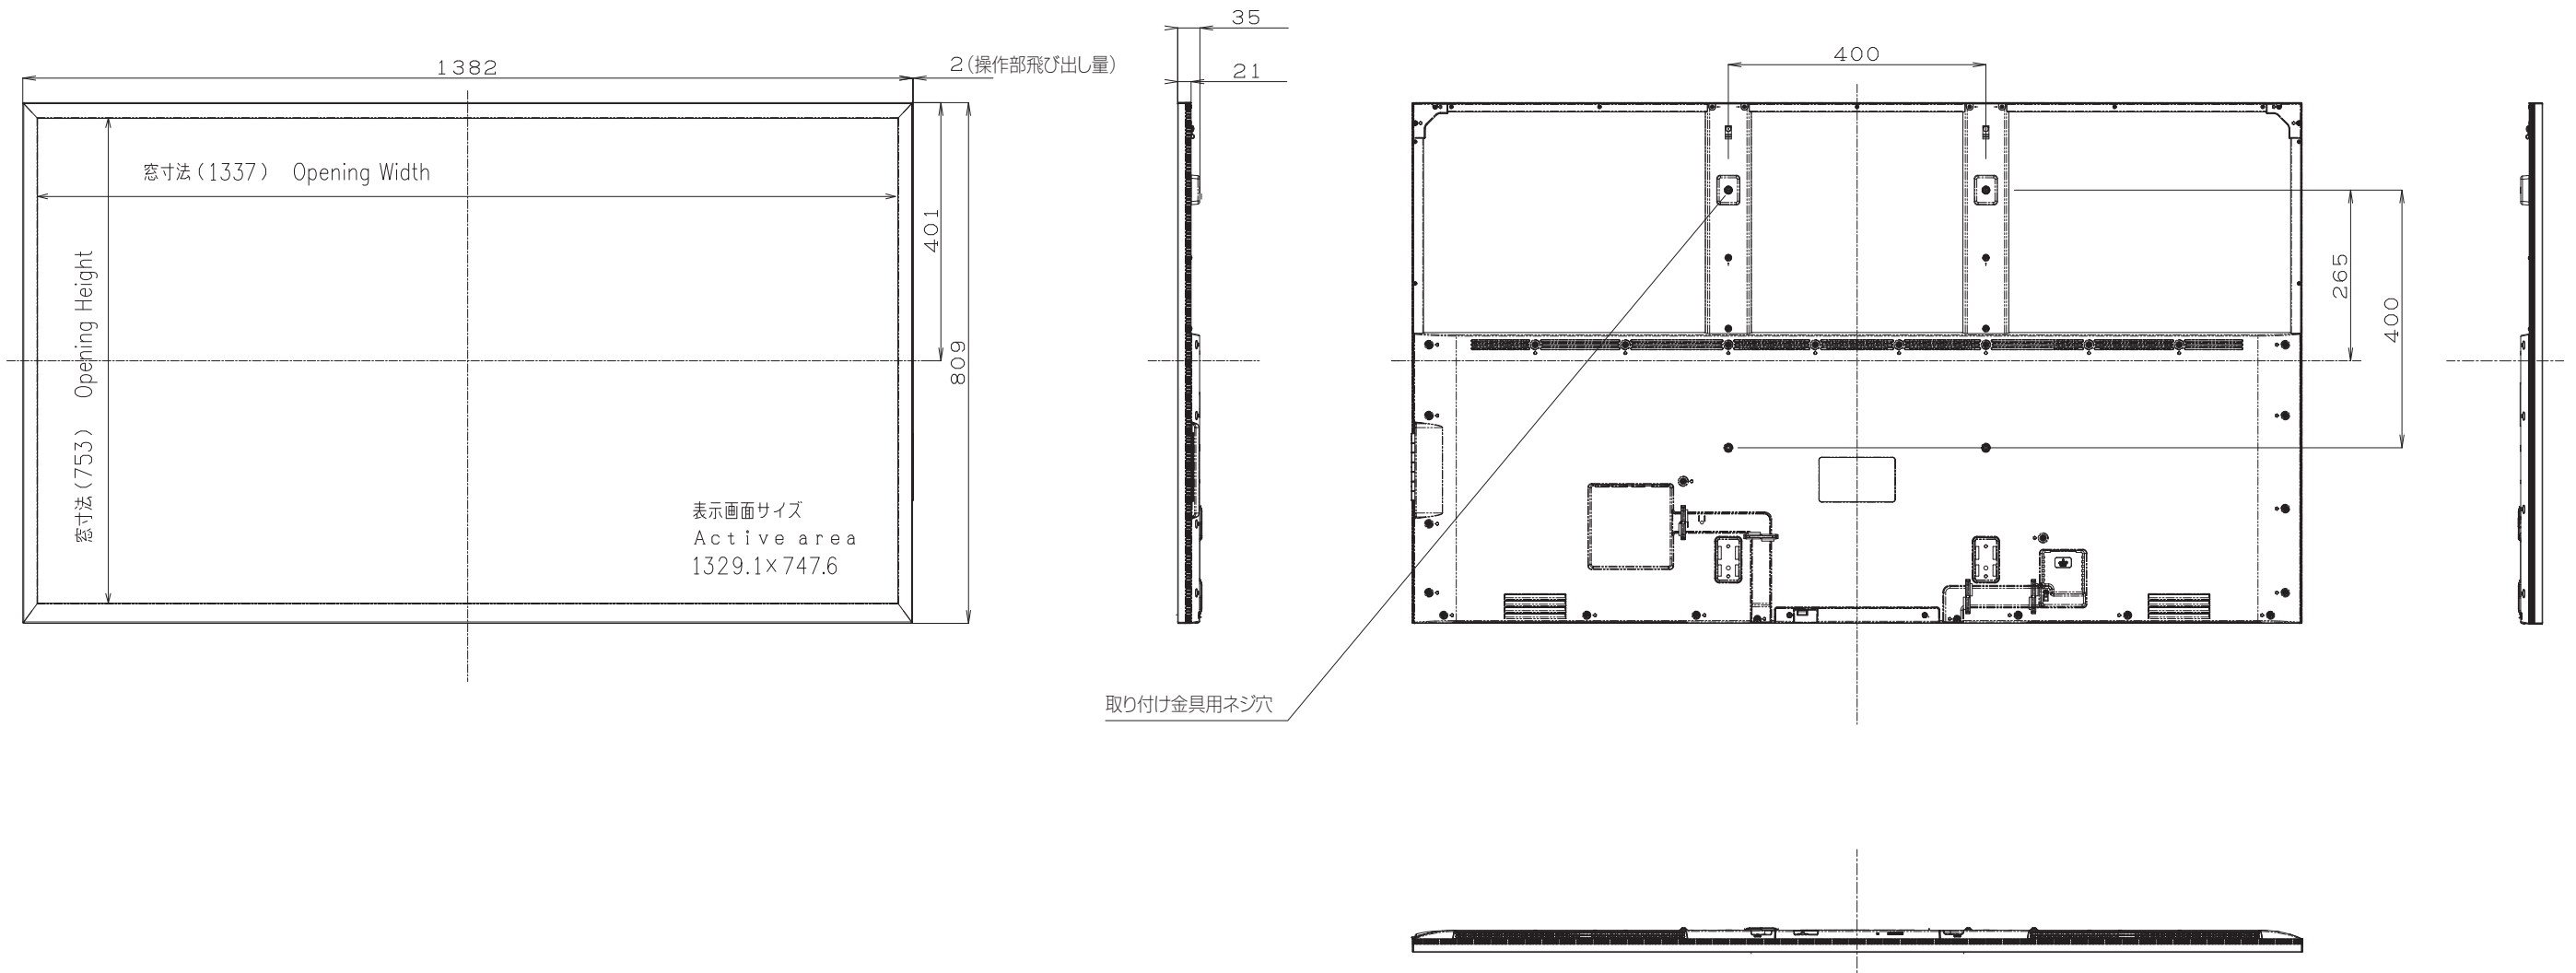 1382
2(操作部飛び出し量)
窓寸法(1337) Opening Width
窓寸法(753) Opening Height
401
809
表示画面サイズ
Active area
1329.1×747.6
35
21
400
265
400
取り付け金具用ネジ穴